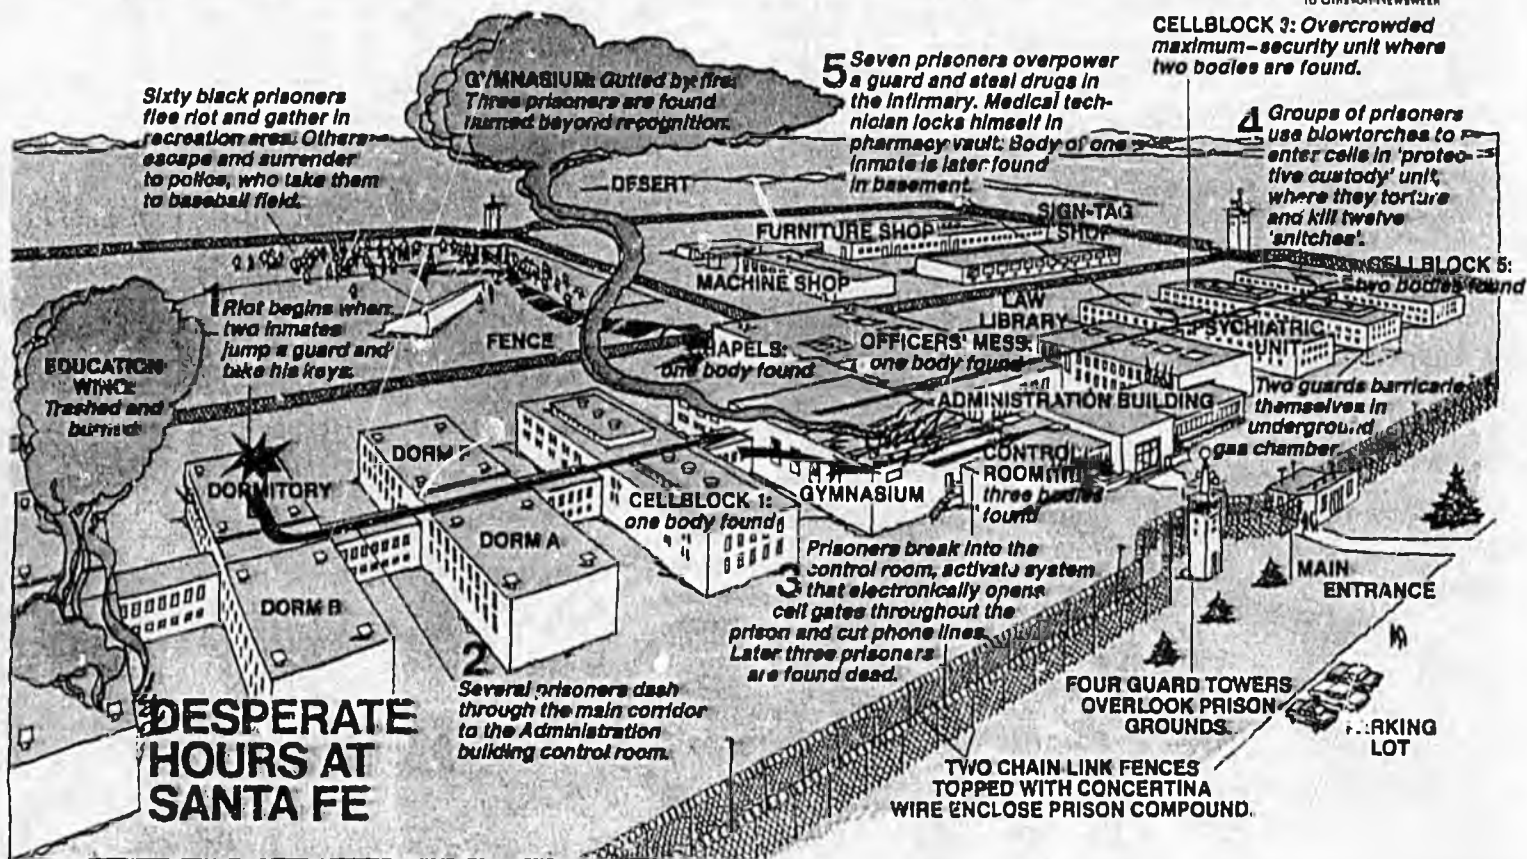 CELLBLOCK 3: Overcrowded
maximum-security unit where
two bodies are found.
GYMNASIUM: Gutted by fire.
Three prisoners are found
burned beyond recognition.
5 Seven prisoners overpower
a guard and steal drugs in
the infirmary. Medical tech-
nician locks himself in
pharmacy vault. Body of one
inmate is later found
in basement.
Sixty black prisoners
flee riot and gather in
recreation area. Others
escape and surrender
to police, who take them
to baseball field.
4 Groups of prisoners
use blowtorches to
enter cells in 'protec-
tive custody' unit,
where they torture
and kill twelve
'snitches'.
DESERT
SIGN-TAG
SHOP
FURNITURE SHOP
MACHINE SHOP
CELLBLOCK 5:
two bodies found
LAW
LIBRARY
PSYCHIATRIC
UNIT
1 Riot begins when
two inmates
jump a guard and
take his keys.
FENCE
CHAPELS:
one body found
OFFICERS' MESS:
one body found
EDUCATION
WING:
Trashed and
burned
ADMINISTRATION BUILDING
Two guards barricade
themselves in
underground
gas chamber.
DORM F
DORMITORY
CONTROL
ROOM
three bodies
found
GYMNASIUM
CELLBLOCK 1:
one body found
DORM A
DORM B
3 Prisoners break into the
control room, activate system
that electronically opens
cell gates throughout the
prison and cut phone lines.
Later three prisoners
are found dead.
MAIN
ENTRANCE
2
Several prisoners dash
through the main corridor
to the Administration
building control room.
FOUR GUARD TOWERS
OVERLOOK PRISON
GROUNDS.
PARKING
LOT
DESPERATE
HOURS AT
SANTA FE
TWO CHAIN LINK FENCES
TOPPED WITH CONCERTINA
WIRE ENCLOSE PRISON COMPOUND.